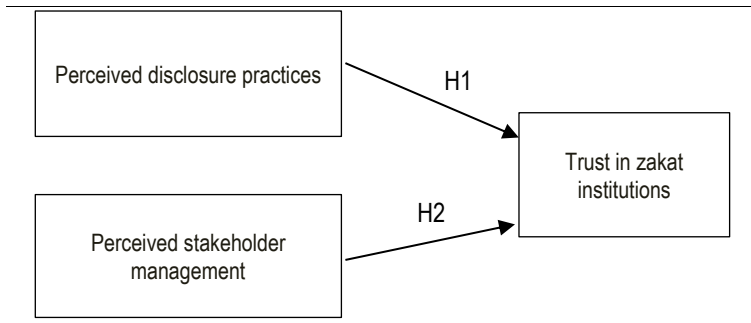 Perceived disclosure practices
H1
Trust in zakat
institutions
H2
Perceived stakeholder
management